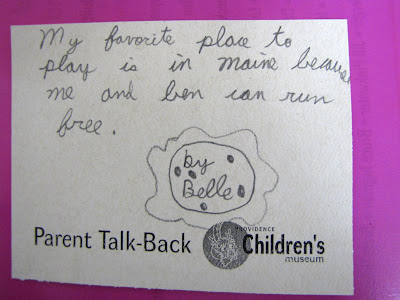 My favorite place to
play is in maine because
me and ben can run
free.
by
Belle
Parent Talk-Back
PROVIDENCE
Children's
museum